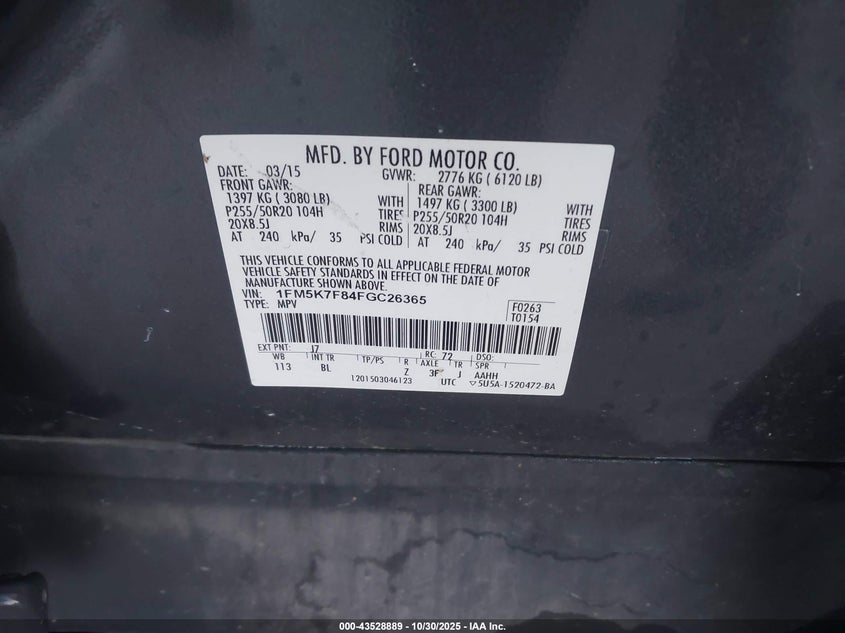 MFD. BY FORD MOTOR CO.
DATE: 03/15 GVWR: 2776 KG ( 6120 LB)
FRONT GAWR: REAR GAWR:
1397 KG ( 3080 LB) WITH 1497 KG ( 3300 LB) WITH
P255/50R20 104H TIRES P255/50R20 104H TIRES
20X8.5J RIMS 20X8.5J RIMS
AT 240 kPa/ 35 PSI COLD AT 240 kPa/ 35 PSI COLD
THIS VEHICLE CONFORMS TO ALL APPLICABLE FEDERAL MOTOR
VEHICLE SAFETY STANDARDS IN EFFECT ON THE DATE OF
MANUFACTURE SHOWN ABOVE.
VIN: 1FM5K7F84FGC26365 F0263
TYPE: MPV T0154
EXT PNT: J7 RC: 72 DSO:
WB INT TR TP/PS R AXLE TR SPR
113 BL Z 3F J AAHH
1201503046123 UTC ▽5U5A-1520472-BA
000-43528889 - 10/30/2025 - IAA Inc.